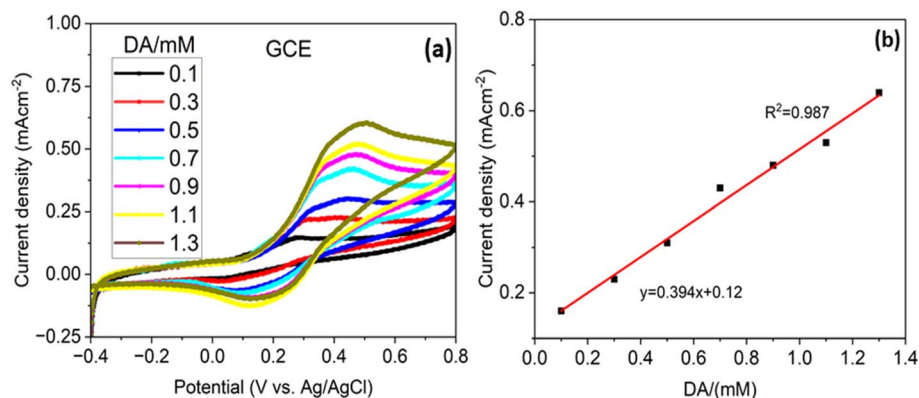 (a)
GCE
DA/mM
0.1
0.3
0.5
0.7
0.9
1.1
1.3
Current density (mAcm⁻²)
1.00
0.75
0.50
0.25
0.00
−0.25
−0.4 −0.2 0.0 0.2 0.4 0.6 0.8
Potential (V vs. Ag/AgCl)
(b)
R²=0.987
y=0.394x+0.12
Current density (mAcm⁻²)
0.8
0.6
0.4
0.2
0.0 0.2 0.4 0.6 0.8 1.0 1.2 1.4
DA/(mM)